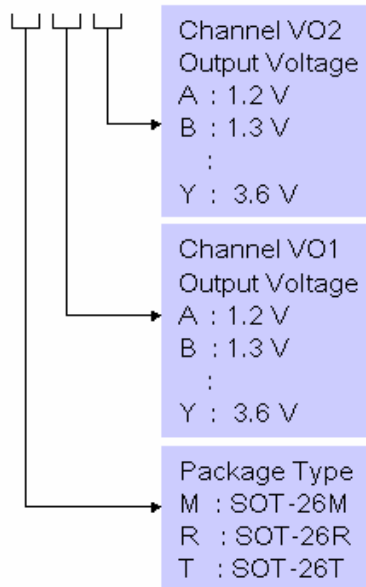 Channel VO2
Output Voltage
A : 1.2 V
B : 1.3 V
:
Y : 3.6 V
Channel VO1
Output Voltage
A : 1.2 V
B : 1.3 V
:
Y : 3.6 V
Package Type
M : SOT-26M
R : SOT-26R
T : SOT-26T